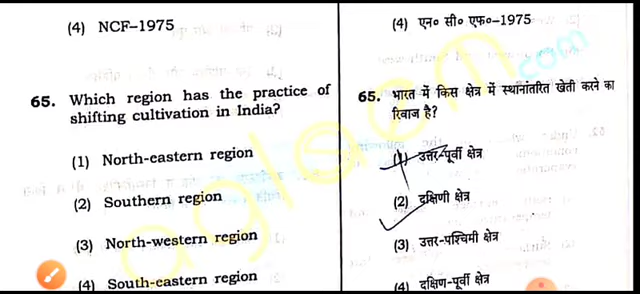 (4) NCF-1975
65. Which region has the practice of
shifting cultivation in India?
(1) North-eastern region
(2) Southern region
(3) North-western region
(4) South-eastern region
(4) एन० सी० एफ०-1975
65. भारत में किस क्षेत्र में स्थानांतरित खेती करने का
रिवाज है?
(1) उत्तर-पूर्वी क्षेत्र
(2) दक्षिणी क्षेत्र
(3) उत्तर-पश्चिमी क्षेत्र
(4) दक्षिण-पूर्वी क्षेत्र
aglasem